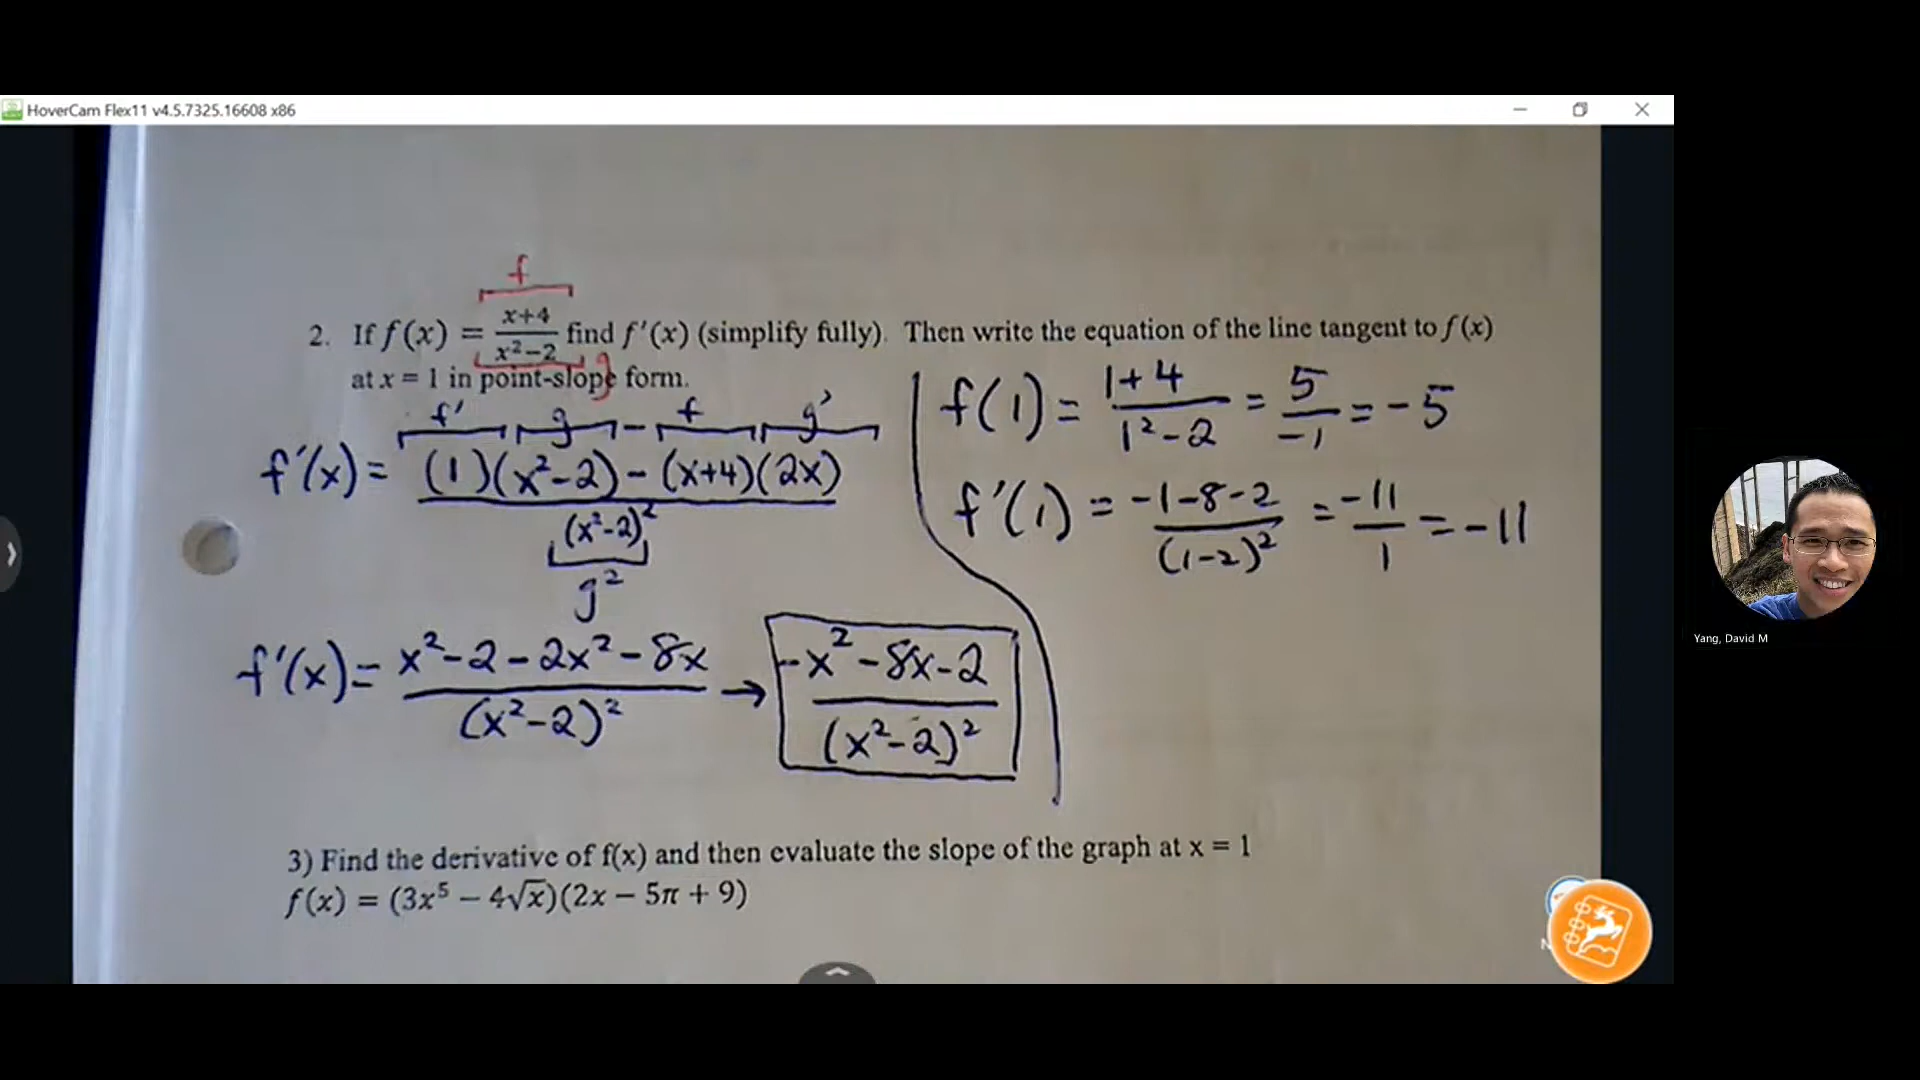 HoverCam Flex11 v4.5.7325.16608 x86
f
2. If f(x) = (x+4)/(x²−2) find f′(x) (simplify fully). Then write the equation of the line tangent to f(x)
g
at x = 1 in point-slope form.
f' g - f g'
f'(x) = ((1)(x²-2) - (x+4)(2x))/(x²-2)²
g²
f'(x) = (x²-2-2x²-8x)/(x²-2)² → (-x²-8x-2)/(x²-2)²
f(1) = (1+4)/(1²-2) = 5/-1 = -5
f'(1) = (-1-8-2)/(1-2)² = -11/1 = -11
3) Find the derivative of f(x) and then evaluate the slope of the graph at x = 1
f(x) = (3x⁵ − 4√x)(2x − 5π + 9)
Yang, David M
N